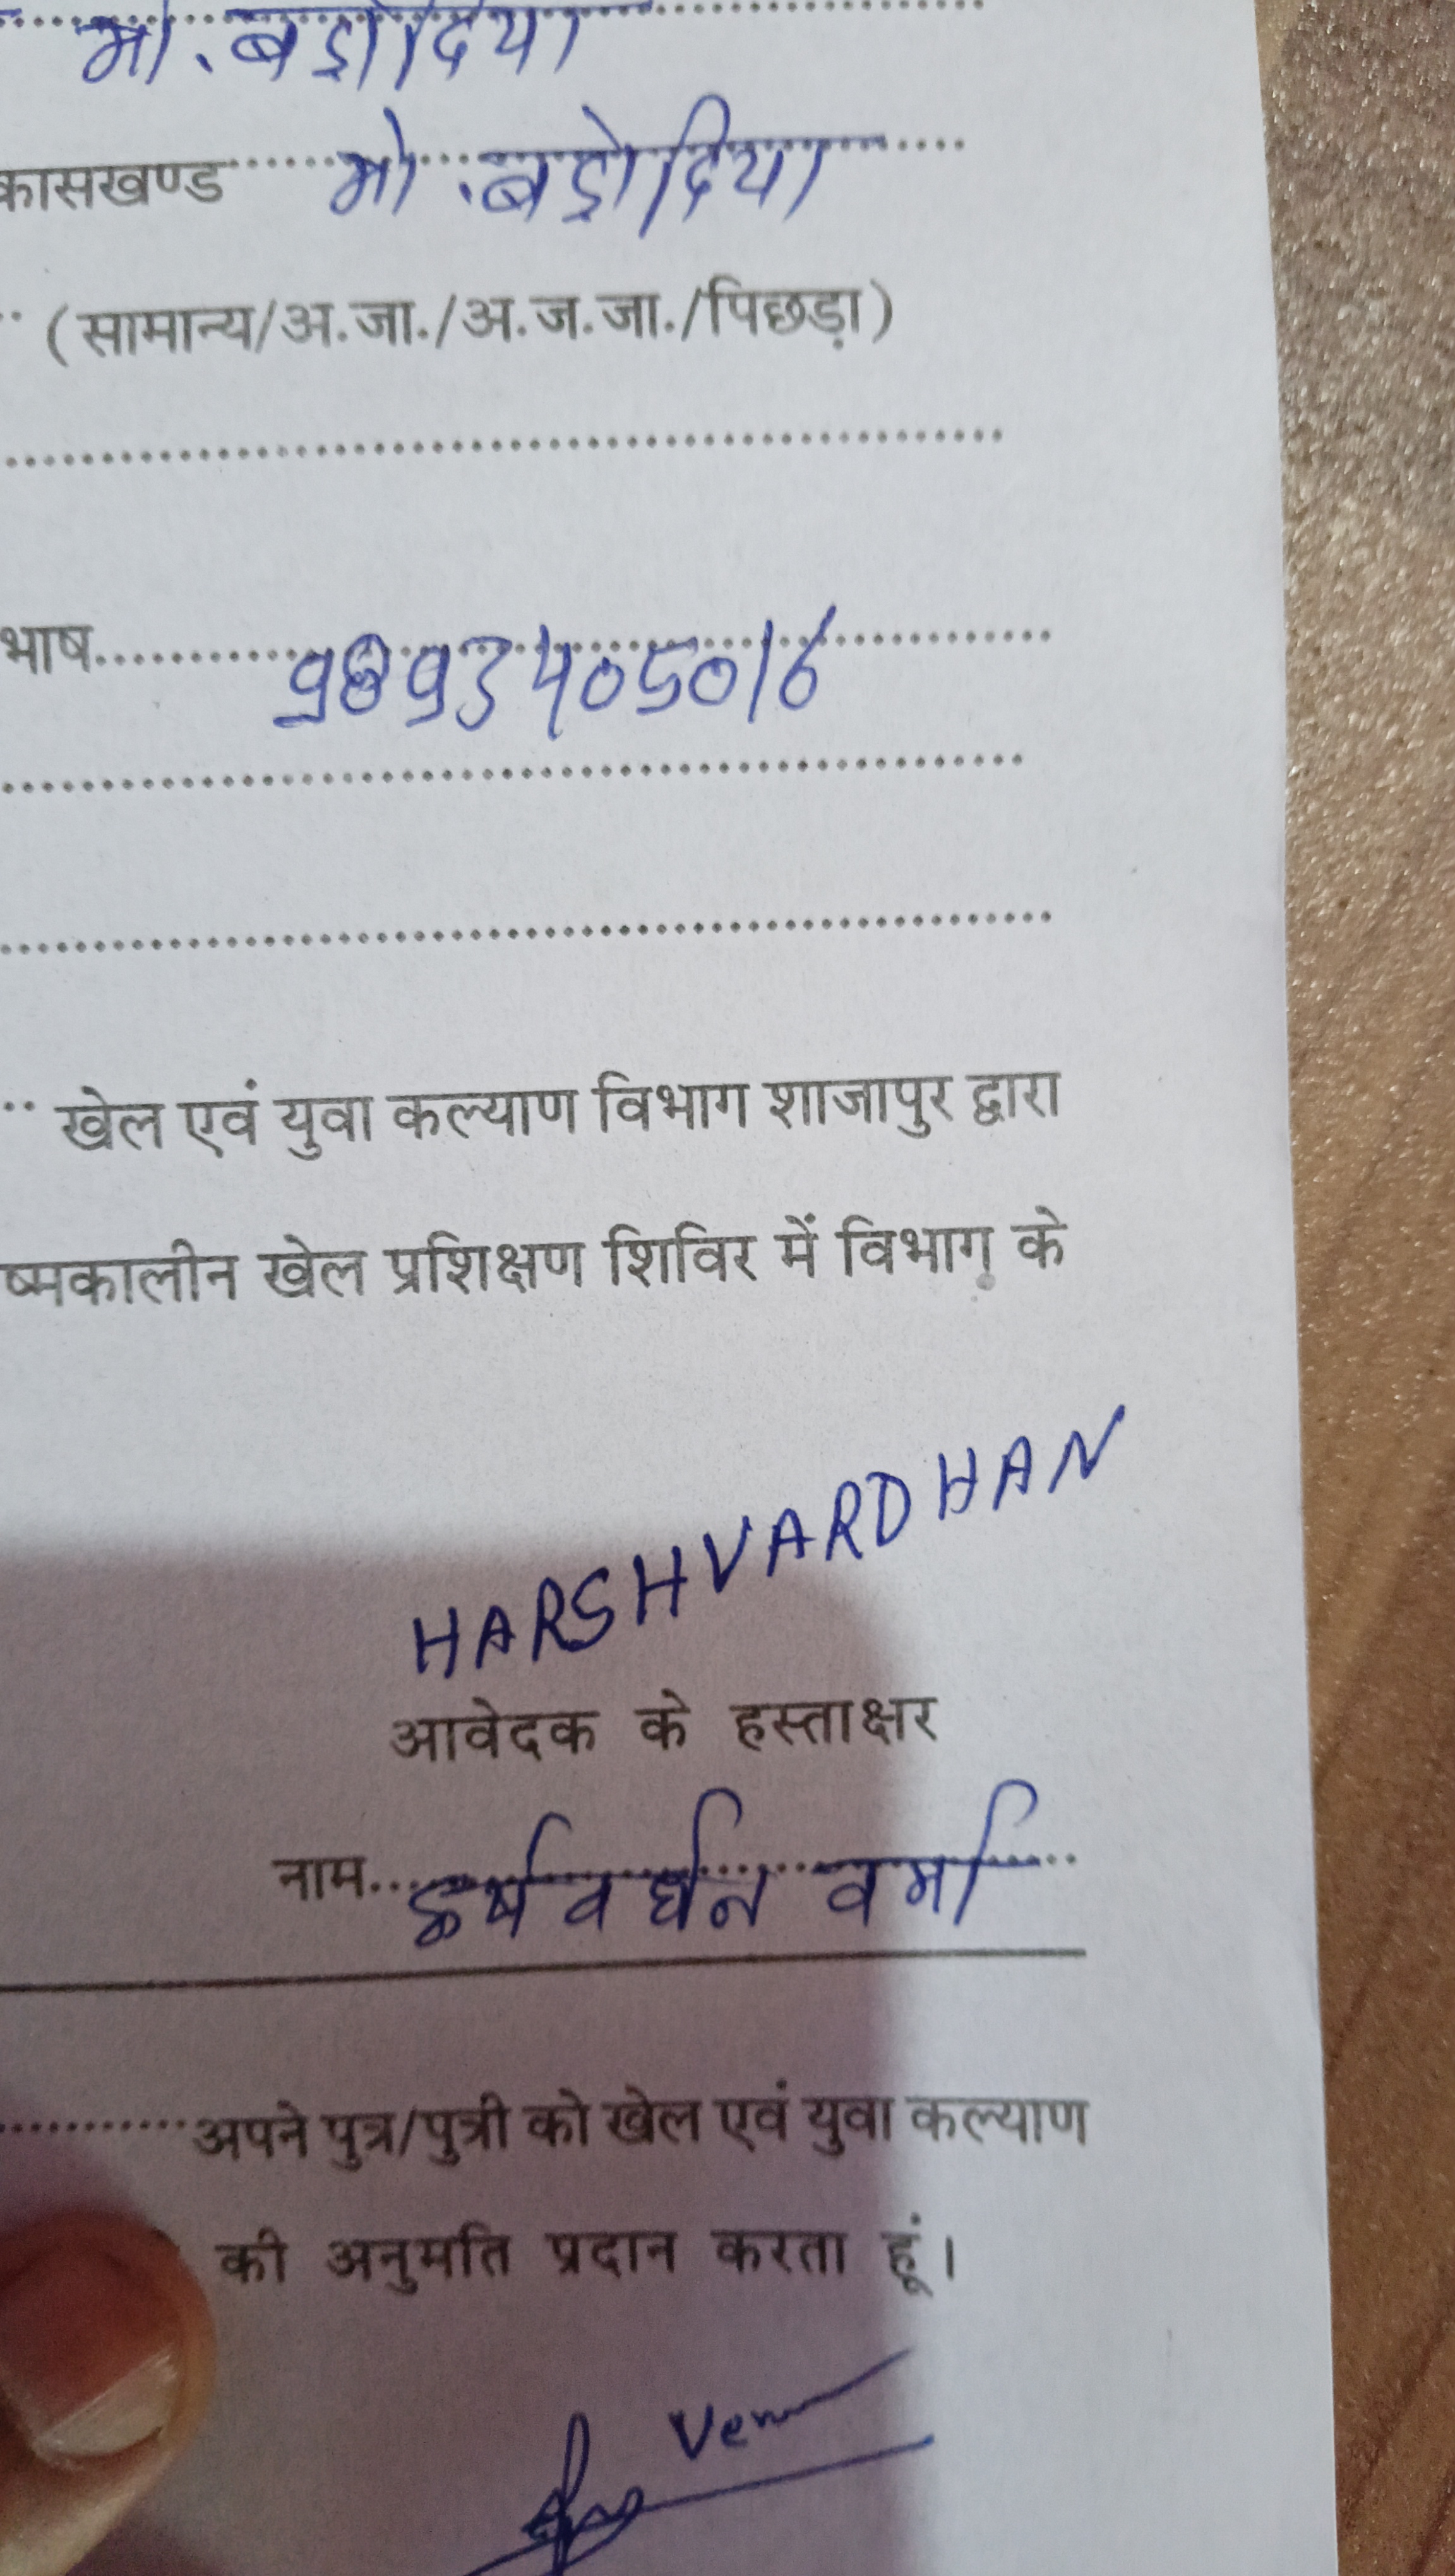 मो. बड़ोदिया
कासखण्ड मो. बड़ोदिया
(सामान्य/अ.जा./अ.ज.जा./पिछड़ा)
भाष 9893405016
खेल एवं युवा कल्याण विभाग शाजापुर द्वारा
ष्मकालीन खेल प्रशिक्षण शिविर में विभाग के
HARSHVARDHAN
आवेदक के हस्ताक्षर
नाम हर्षवर्धन वर्मा
अपने पुत्र/पुत्री को खेल एवं युवा कल्याण
की अनुमति प्रदान करता हूं।